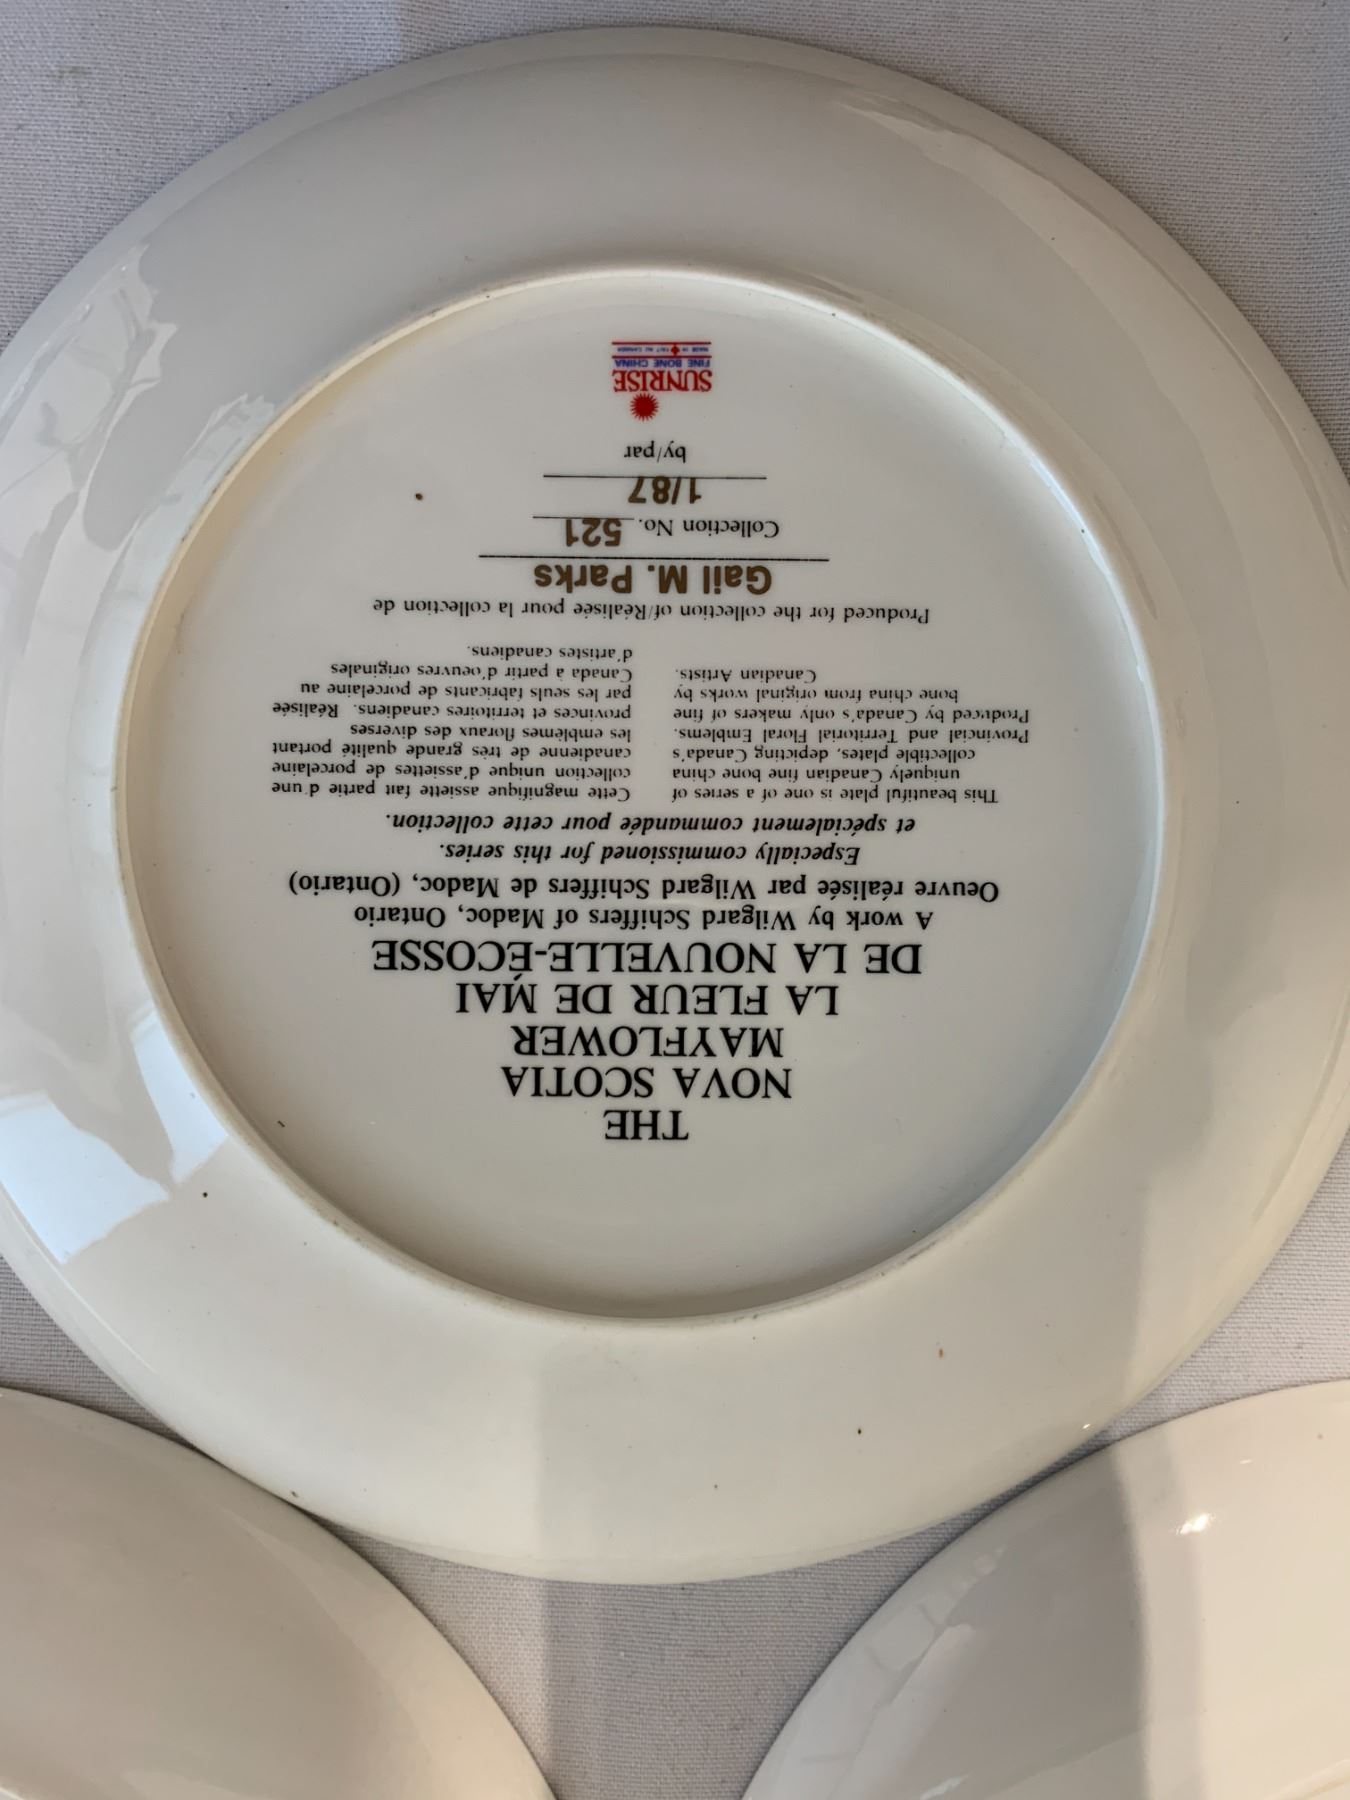 THE
NOVA SCOTIA
MAYFLOWER
LA FLEUR DE MAI
DE LA NOUVELLE-ÉCOSSE
A work by Wilgard Schiffers of Madoc, Ontario
Oeuvre réalisée par Wilgard Schiffers de Madoc, (Ontario)
Especially commissioned for this series.
et spécialement commandée pour cette collection.
This beautiful plate is one of a series of
uniquely Canadian fine bone china
collectible plates, depicting Canada's
Provincial and Territorial Floral Emblems.
Produced by Canada's only makers of fine
bone china from original works by
Canadian Artists.
Cette magnifique assiette fait partie d'une
collection unique d'assiettes de porcelaine
canadienne de très grande qualité portant
les emblèmes floraux des diverses
provinces et territoires canadiens. Réalisée
par les seuls fabricants de porcelaine au
Canada à partir d'oeuvres originales
d'artistes canadiens.
Produced for the collection of/Réalisée pour la collection de
Gail M. Parks
Collection No. 521
1/87
by/par
SUNRISE
FINE BONE CHINA
MADE IN FAIT AU CANADA